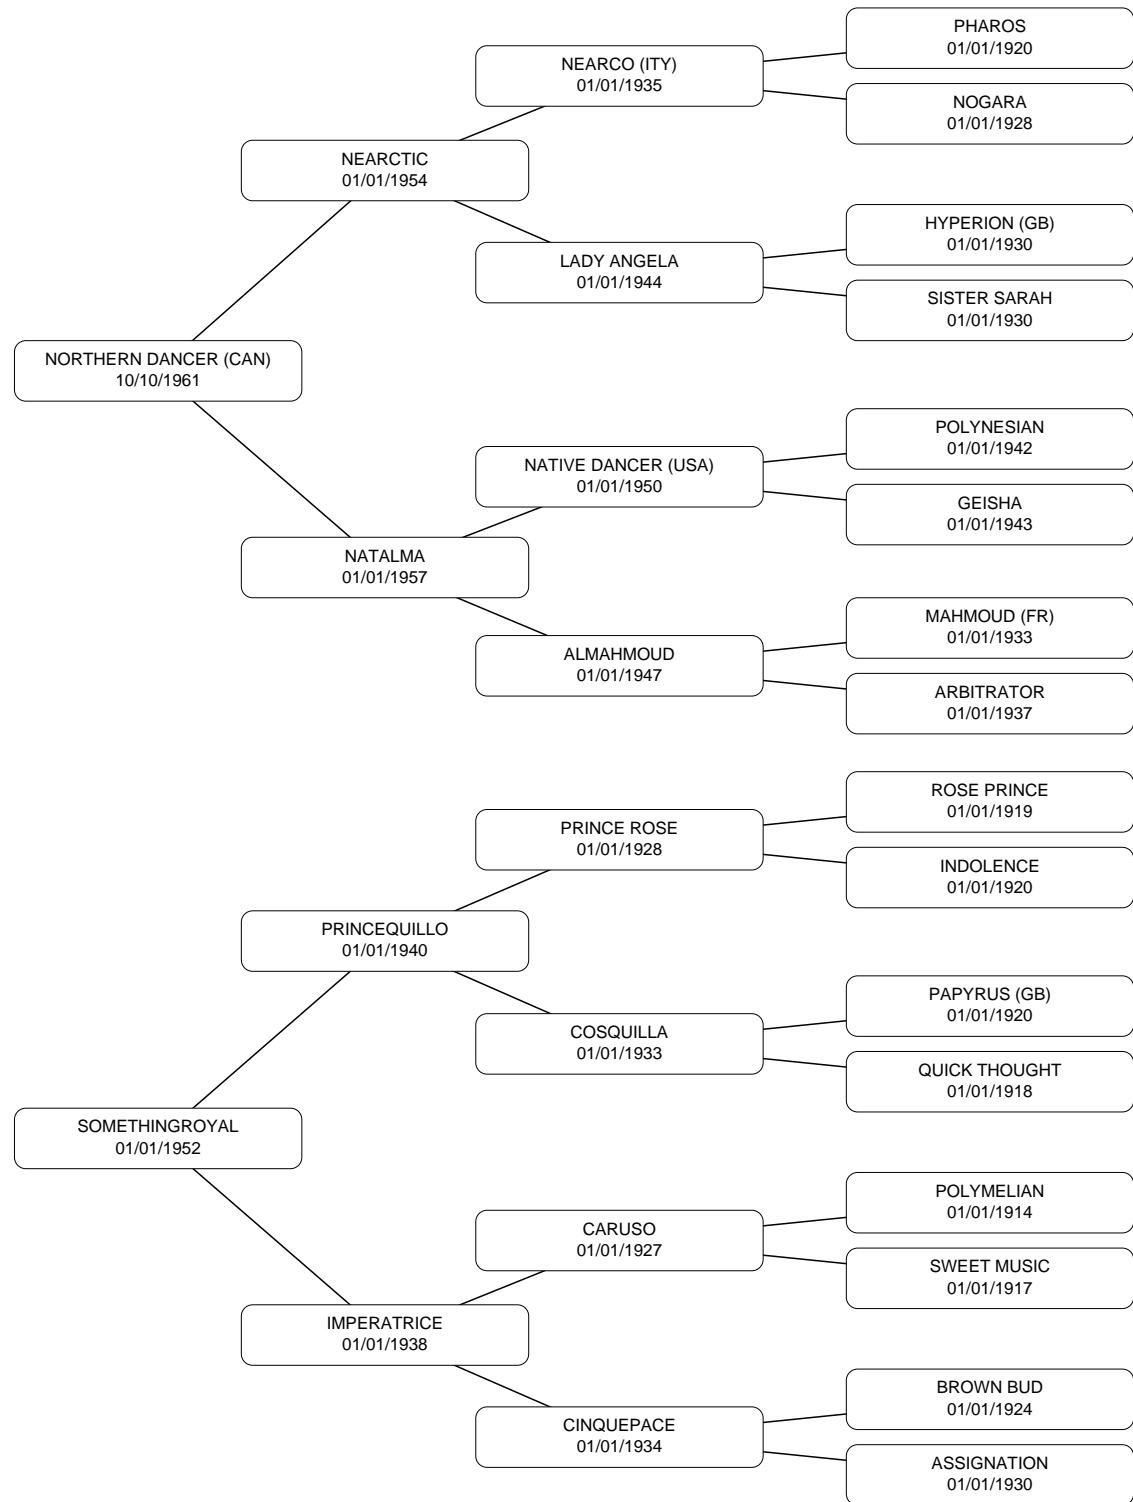 PHAROS
01/01/1920
NEARCO (ITY)
01/01/1935
NOGARA
01/01/1928
NEARCTIC
01/01/1954
HYPERION (GB)
01/01/1930
LADY ANGELA
01/01/1944
SISTER SARAH
01/01/1930
NORTHERN DANCER (CAN)
10/10/1961
POLYNESIAN
01/01/1942
NATIVE DANCER (USA)
01/01/1950
GEISHA
01/01/1943
NATALMA
01/01/1957
MAHMOUD (FR)
01/01/1933
ALMAHMOUD
01/01/1947
ARBITRATOR
01/01/1937
ROSE PRINCE
01/01/1919
PRINCE ROSE
01/01/1928
INDOLENCE
01/01/1920
PRINCEQUILLO
01/01/1940
PAPYRUS (GB)
01/01/1920
COSQUILLA
01/01/1933
QUICK THOUGHT
01/01/1918
SOMETHINGROYAL
01/01/1952
POLYMELIAN
01/01/1914
CARUSO
01/01/1927
SWEET MUSIC
01/01/1917
IMPERATRICE
01/01/1938
BROWN BUD
01/01/1924
CINQUEPACE
01/01/1934
ASSIGNATION
01/01/1930